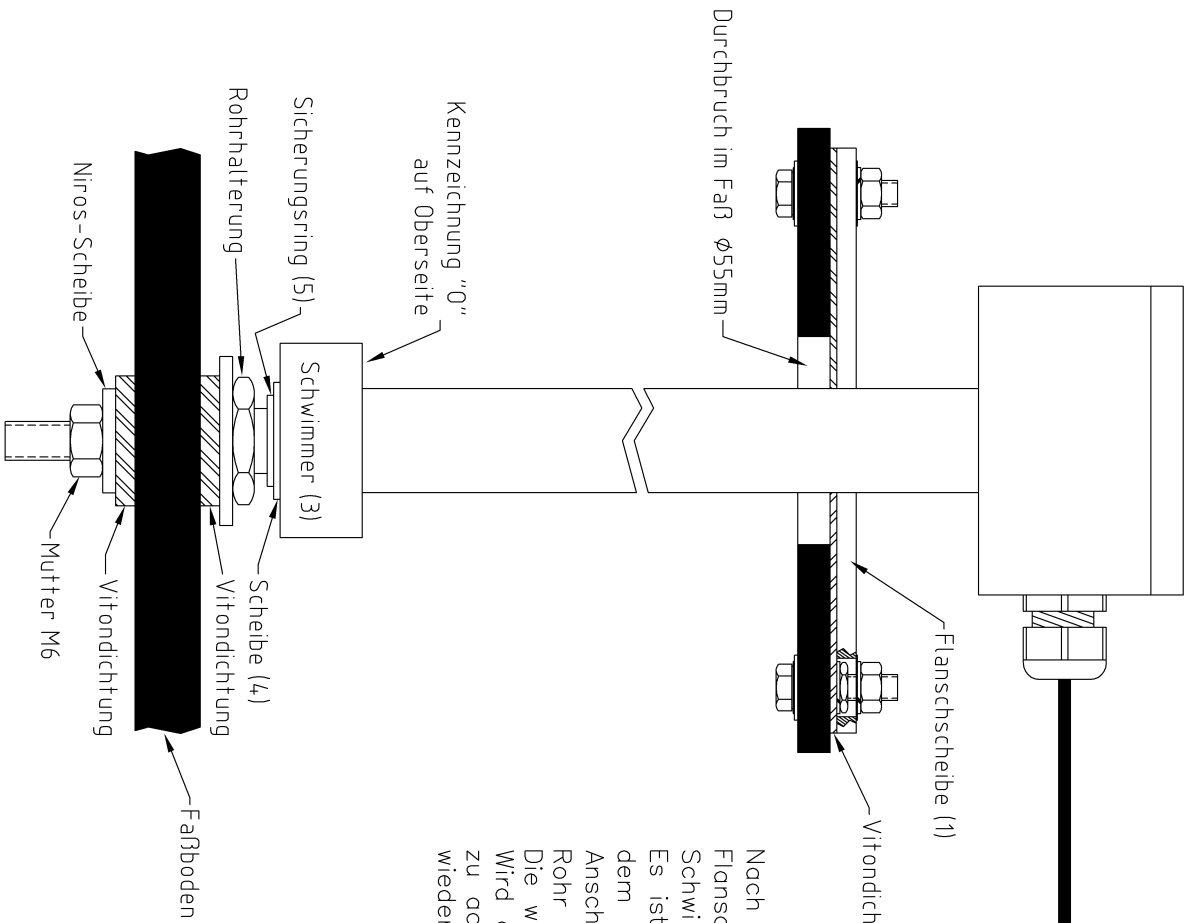 Flanschscheibe (1)
Durchbruch im Faß Ø55mm
Kennzeichnung "O"
auf Oberseite
Sicherungsring (5)
Schwimmer (3)
Rohrhalterung
Scheibe (4)
Vitondichtung
Niros-Scheibe
Vitondichtung
Mutter M6
Faßboden
Vitondich
Nach
Flansc
Schwi
Es ist
dem
Ansch
Rohr
Die w
Wird
zu ac
wieder